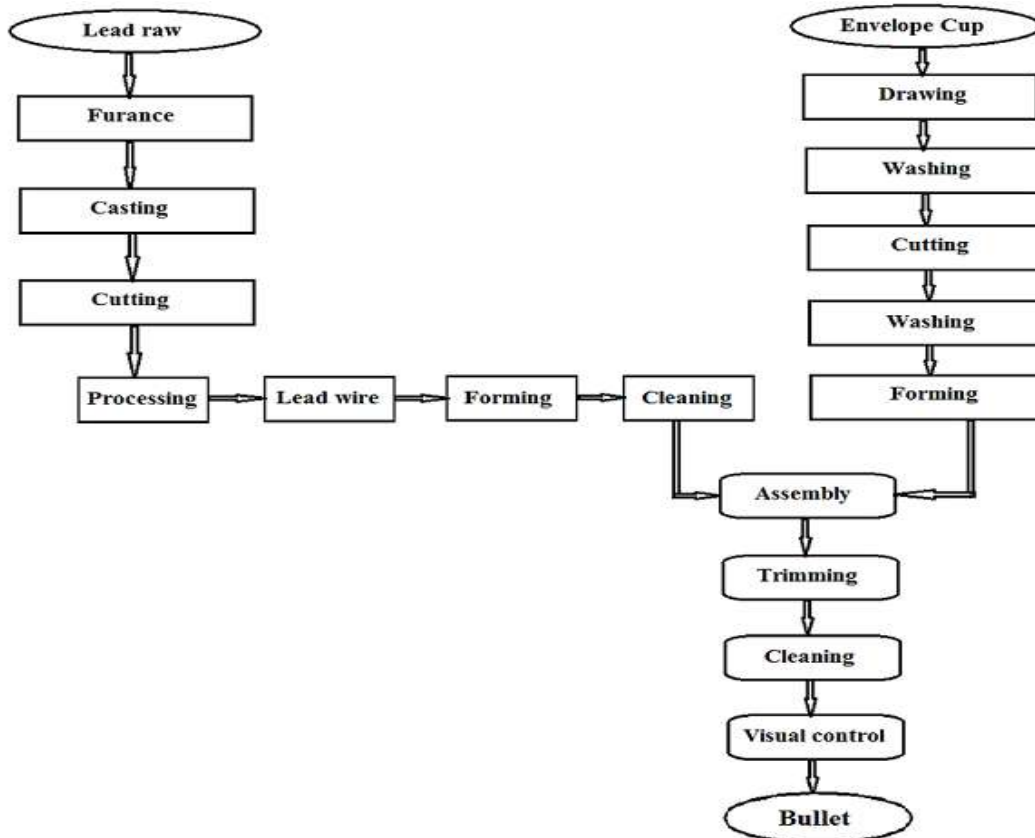 Lead raw
Furance
Casting
Cutting
Processing
Lead wire
Forming
Cleaning
Envelope Cup
Drawing
Washing
Cutting
Washing
Forming
Assembly
Trimming
Cleaning
Visual control
Bullet